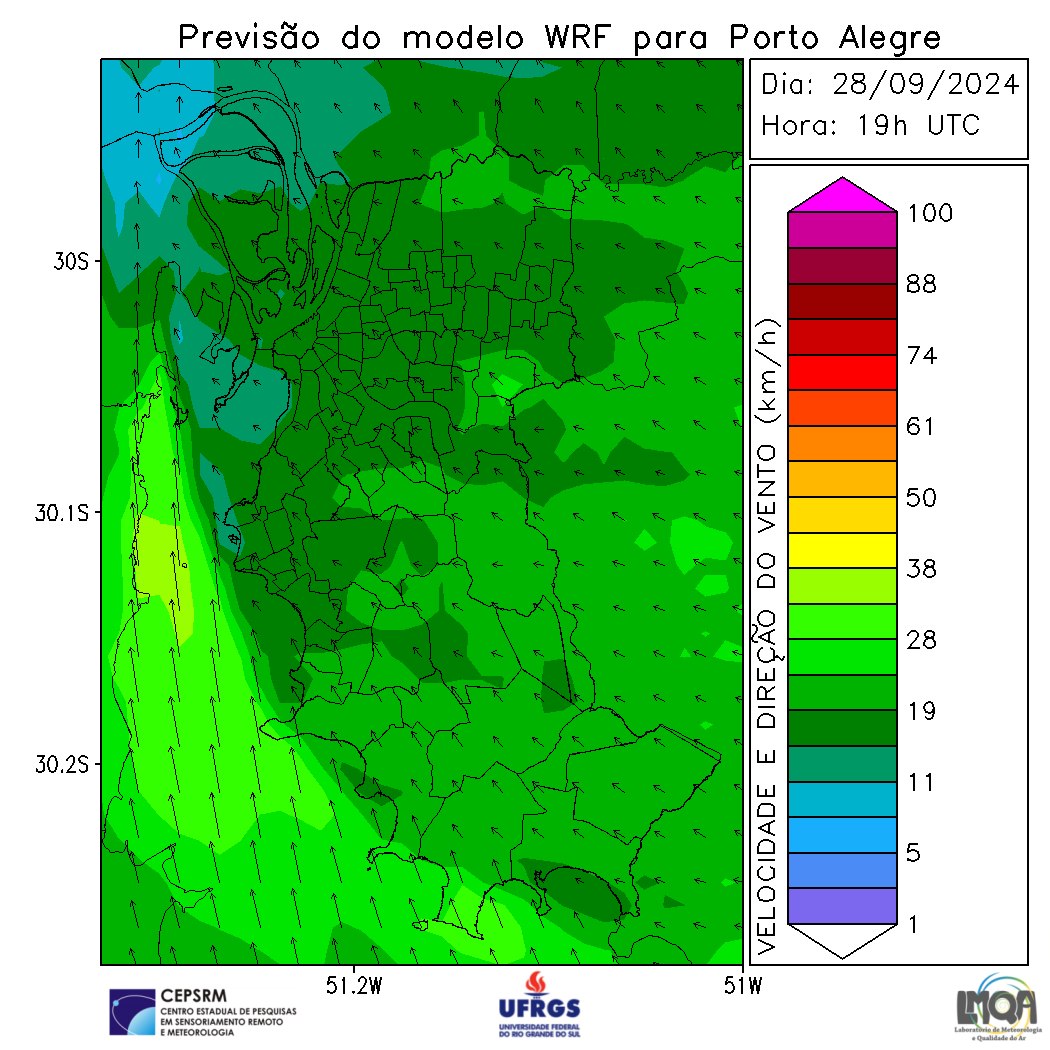 Previsão do modelo WRF para Porto Alegre
Dia: 28/09/2024
Hora: 19h UTC
30S
30.1S
30.2S
51.2W
51W
VELOCIDADE E DIREÇÃO DO VENTO (km/h)
100
88
74
61
50
38
28
19
11
5
1
CEPSRM
CENTRO ESTADUAL DE PESQUISAS
EM SENSORIAMENTO REMOTO
E METEOROLOGIA
UFRGS
UNIVERSIDADE FEDERAL
DO RIO GRANDE DO SUL
LMQA
Laboratório de Meteorologia
e Qualidade do Ar